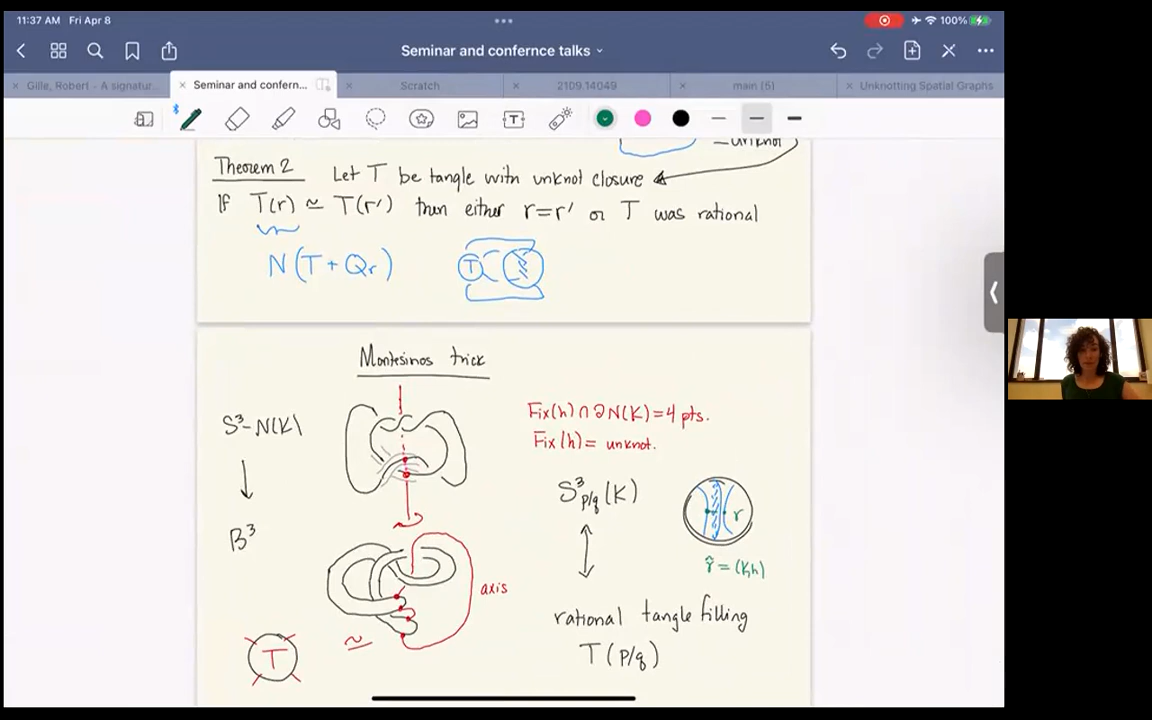 11:37 AM Fri Apr 8
100%
Seminar and confernce talks
Gille, Robert - A signatur...
Seminar and confern...
Scratch
2109.14049
main (5)
Unknotting Spatial Graphs
unknot
Theorem 2 Let T be tangle with unknot closure
If T(r) ≃ T(r') then either r=r' or T was rational
N(T + Qr)
T
Montesinos trick
S³-N(K)
B³
Fix(h) ∩ ∂N(K) = 4 pts.
Fix(h) = unknot.
S³p/q(K)
r
γ̂ = (K,h)
axis
≃
T
rational tangle filling
T(p/q)